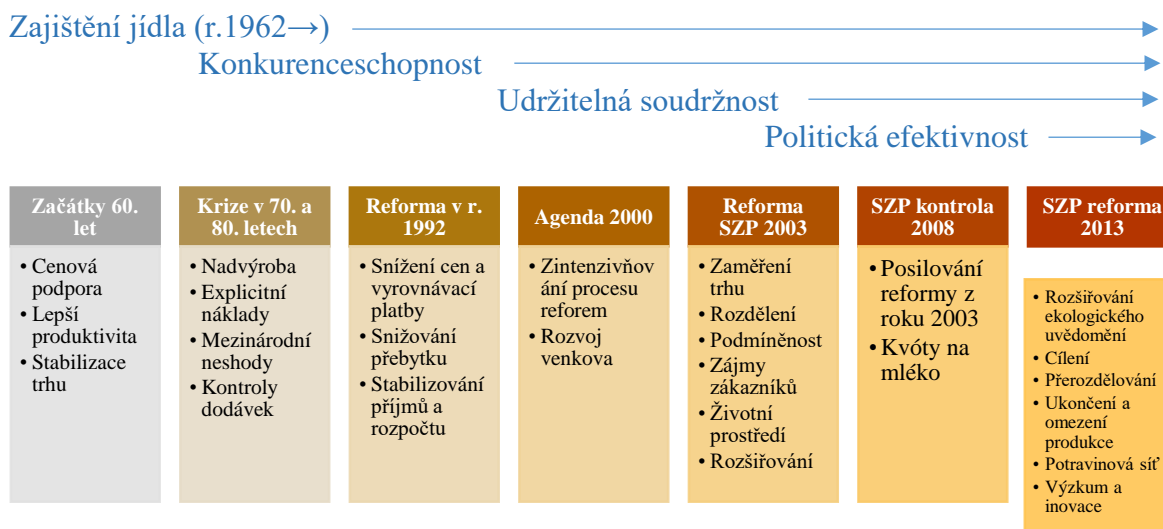 Zajištění jídla (r.1962→)
Konkurenceschopnost
Udržitelná soudržnost
Politická efektivnost
Začátky 60.
let
• Cenová
podpora
• Lepší
produktivita
• Stabilizace
trhu
Krize v 70. a
80. letech
• Nadvýroba
• Explicitní
náklady
• Mezinárodní
neshody
• Kontroly
dodávek
Reforma v r.
1992
• Snížení cen a
vyrovnávací
platby
• Snižování
přebytku
• Stabilizování
příjmů a
rozpočtu
Agenda 2000
• Zintenzivňov
ání procesu
reforem
• Rozvoj
venkova
Reforma
SZP 2003
• Zaměření
trhu
• Rozdělení
• Podmíněnost
• Zájmy
zákazníků
• Životní
prostředí
• Rozšiřování
SZP kontrola
2008
• Posilování
reformy z
roku 2003
• Kvóty na
mléko
SZP reforma
2013
• Rozšiřování
ekologického
uvědomění
• Cílení
• Přerozdělování
• Ukončení a
omezení
produkce
• Potravinová síť
• Výzkum a
inovace